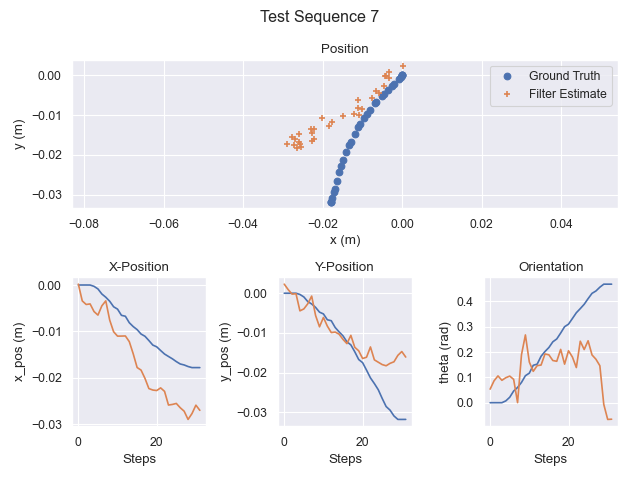 Test Sequence 7
Position
0.00
−0.01
−0.02
−0.03
y (m)
Ground Truth
Filter Estimate
−0.08
−0.06
−0.04
−0.02
0.00
0.02
0.04
x (m)
X-Position
0.00
−0.01
−0.02
−0.03
x_pos (m)
0
20
Steps
Y-Position
0.00
−0.01
−0.02
−0.03
y_pos (m)
0
20
Steps
Orientation
0.4
0.3
0.2
0.1
0.0
theta (rad)
0
20
Steps